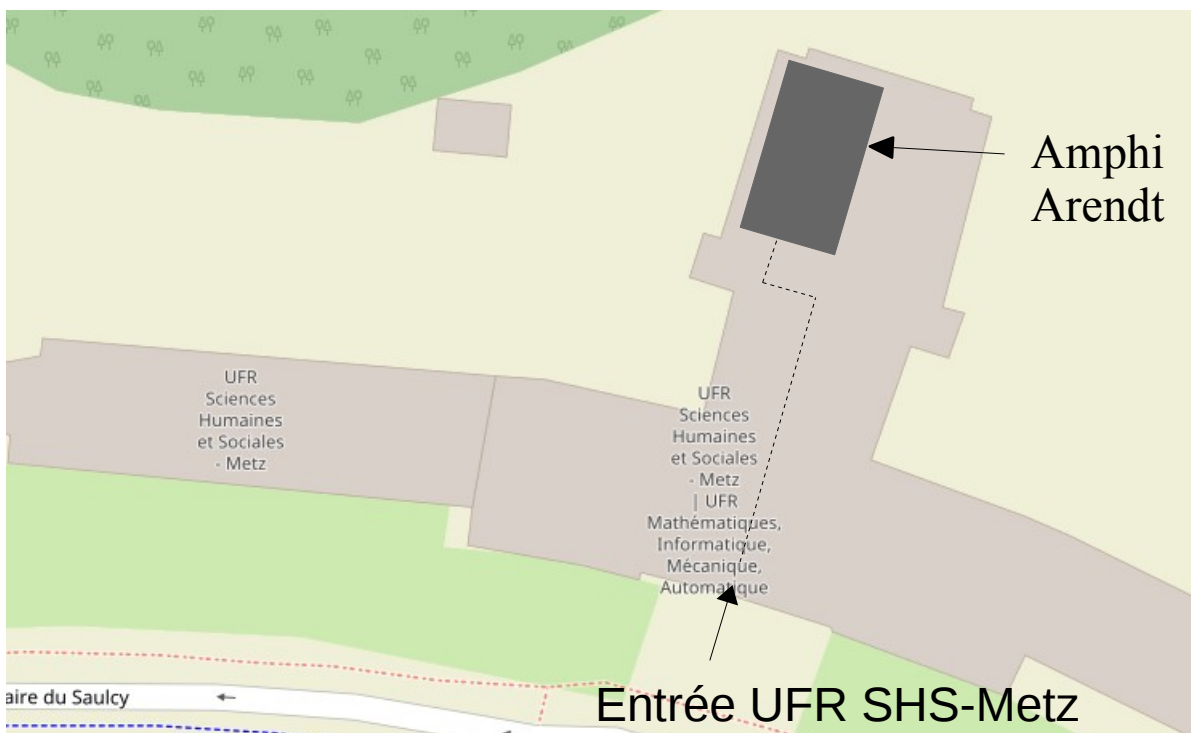 Amphi
Arendt
UFR
Sciences
Humaines
et Sociales
- Metz
UFR
Sciences
Humaines
et Sociales
- Metz
| UFR
Mathématiques,
Informatique,
Mécanique,
Automatique
aire du Saulcy
Entrée UFR SHS-Metz